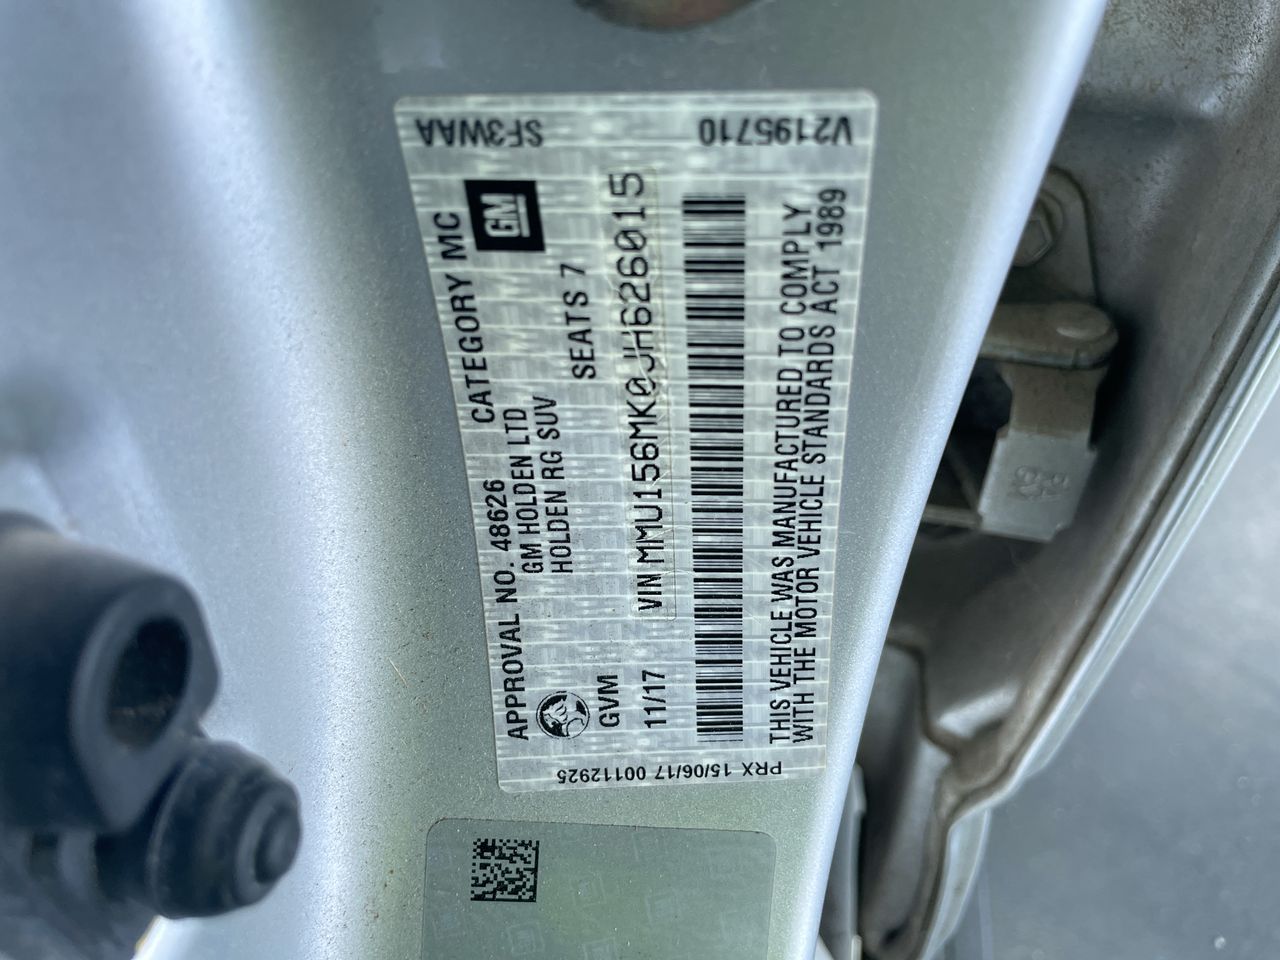 APPROVAL NO. 48626 CATEGORY MC
GM HOLDEN LTD
HOLDEN RG SUV
GM
GVM SEATS 7
11/17 VIN MMU156MK0JH626015
THIS VEHICLE WAS MANUFACTURED TO COMPLY
WITH THE MOTOR VEHICLE STANDARDS ACT 1989
SF3WAA V2195710
PRX 15/06/17 00112925